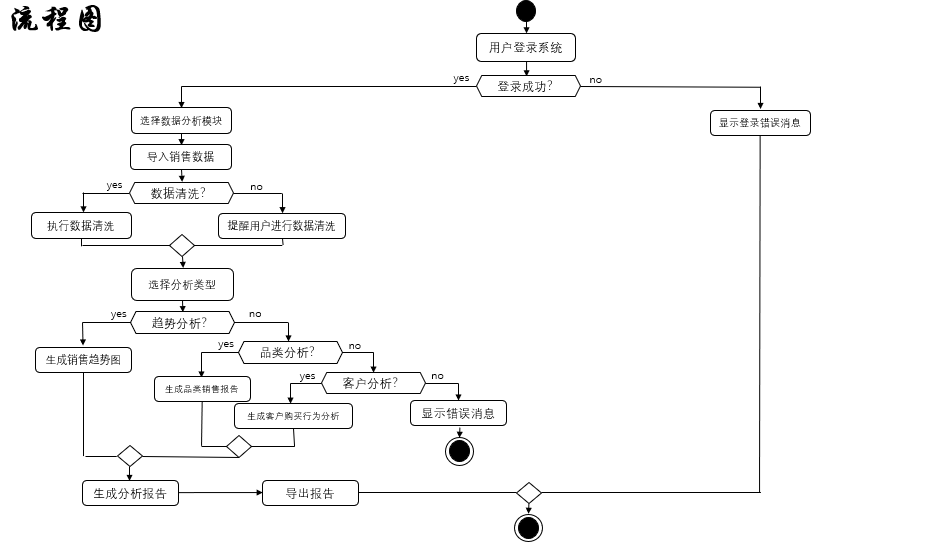 流程图
用户登录系统
yes
登录成功?
no
选择数据分析模块
显示登录错误消息
导入销售数据
yes
数据清洗?
no
执行数据清洗
提醒用户进行数据清洗
选择分析类型
yes
趋势分析?
no
生成销售趋势图
yes
品类分析?
no
生成品类销售报告
yes
客户分析?
no
生成客户购买行为分析
显示错误消息
生成分析报告
导出报告